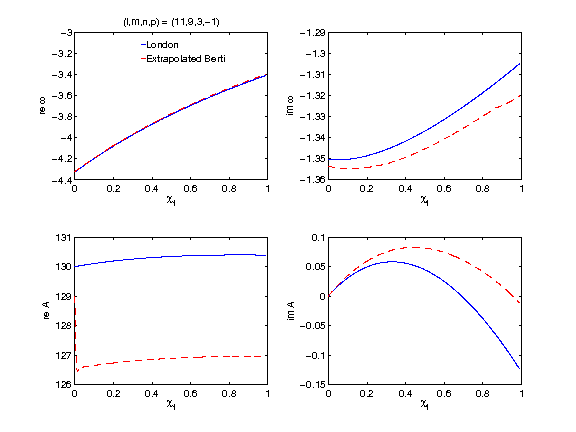 (l,m,n,p) = (11,9,3,−1)
−3
−3.2
−3.4
−3.6
−3.8
−4
−4.2
−4.4
re ω
London
Extrapolated Berti
0 0.2 0.4 0.6 0.8 1
χf
−1.29
−1.3
−1.31
−1.32
−1.33
−1.34
−1.35
−1.36
im ω
0 0.2 0.4 0.6 0.8 1
χf
131
130
129
128
127
126
re A
0 0.2 0.4 0.6 0.8 1
χf
0.1
0.05
0
−0.05
−0.1
−0.15
im A
0 0.2 0.4 0.6 0.8 1
χf